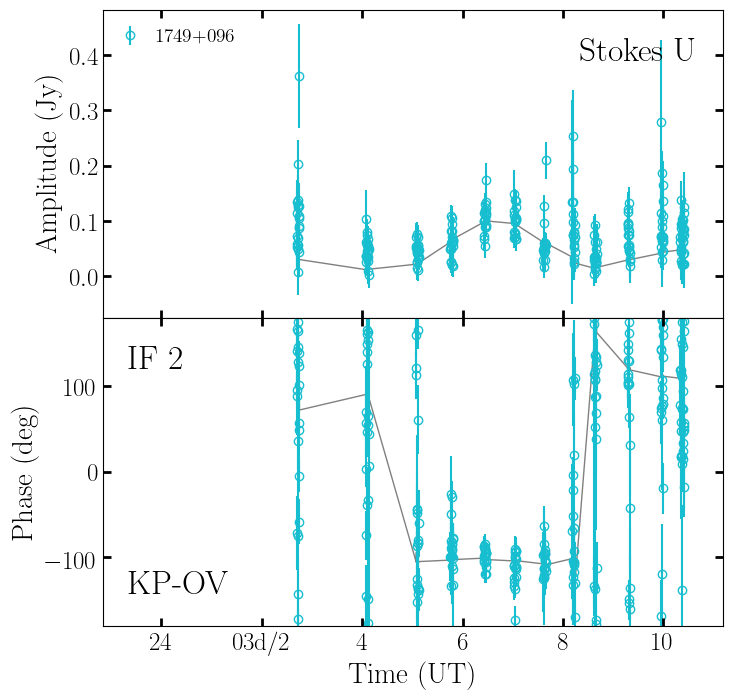 1749+096
Stokes U
Amplitude (Jy)
0.4
0.3
0.2
0.1
0.0
IF 2
KP-OV
Phase (deg)
100
0
−100
24 03d/2 4 6 8 10
Time (UT)